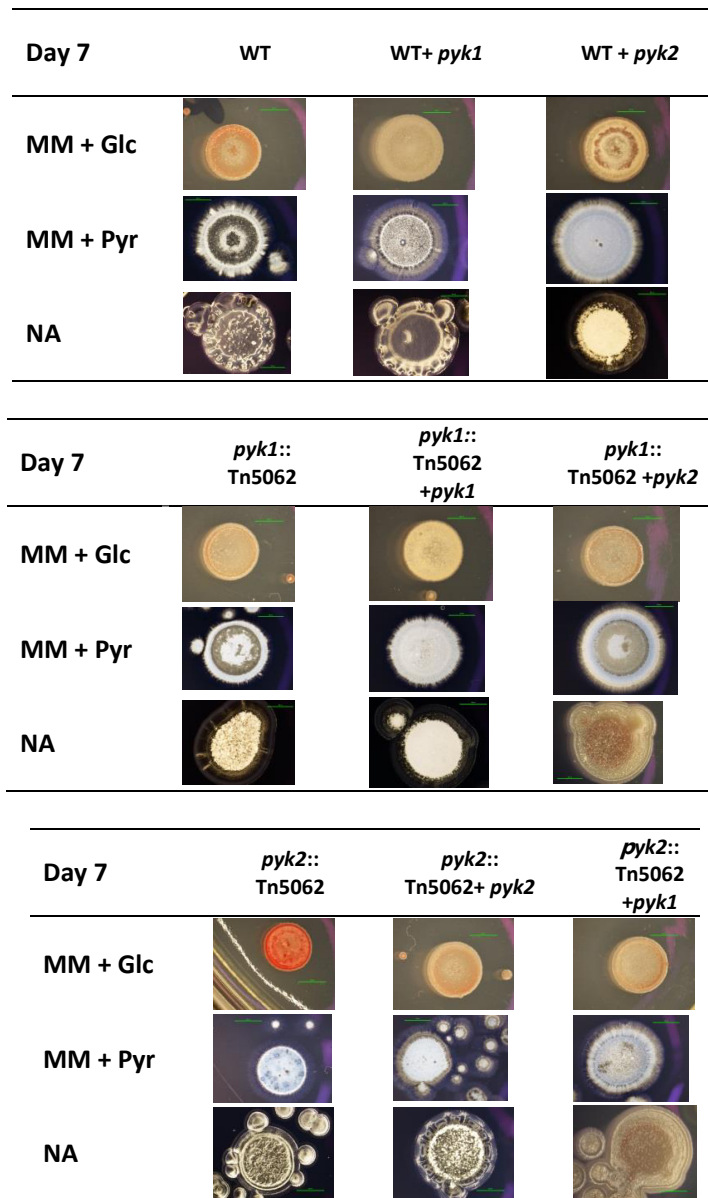 Day 7 WT WT+ pyk1 WT + pyk2
MM + Glc
MM + Pyr
NA
Day 7 pyk1:: Tn5062 pyk1:: Tn5062 +pyk1 pyk1:: Tn5062 +pyk2
MM + Glc
MM + Pyr
NA
Day 7 pyk2:: Tn5062 pyk2:: Tn5062+ pyk2 pyk2:: Tn5062 +pyk1
MM + Glc
MM + Pyr
NA